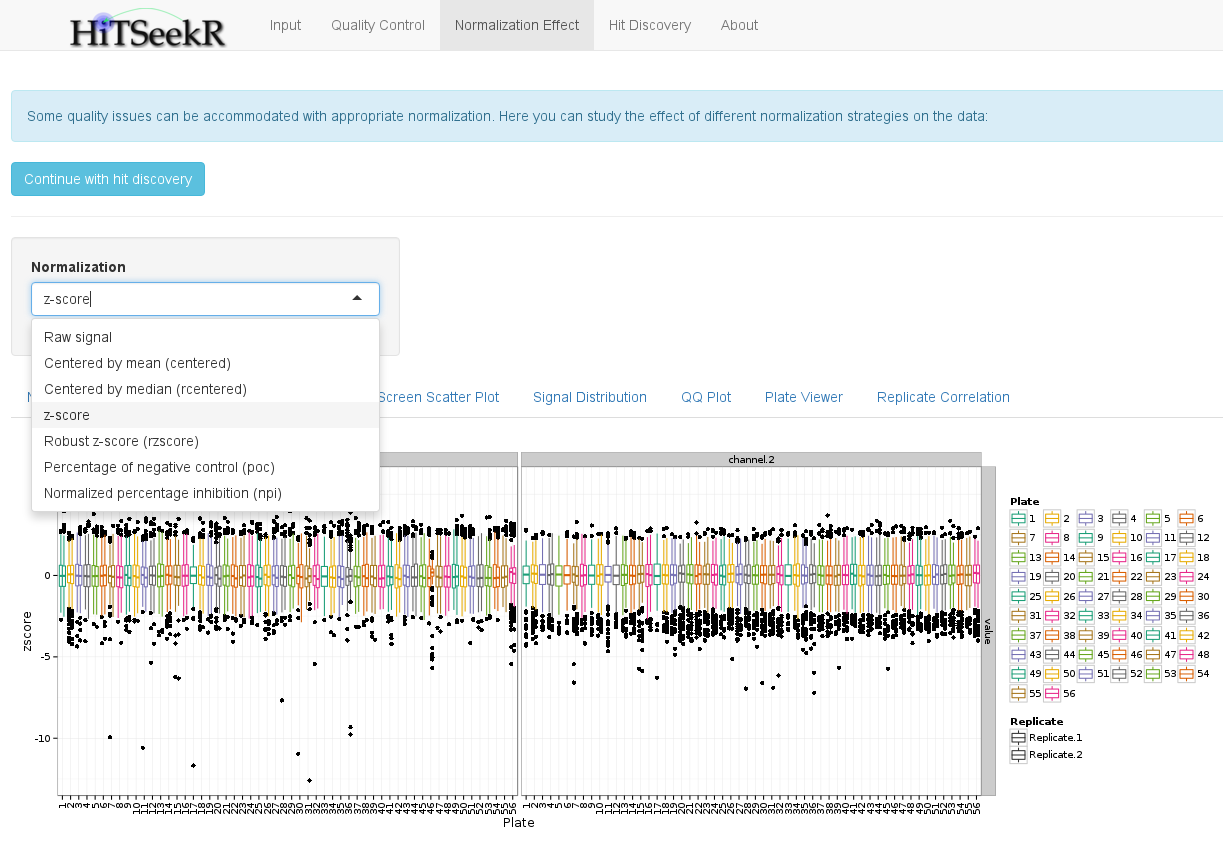 HiTSeekR Input Quality Control Normalization Effect Hit Discovery About
Some quality issues can be accommodated with appropriate normalization. Here you can study the effect of different normalization strategies on the data:
Continue with hit discovery
Normalization
z-score
Raw signal
Centered by mean (centered)
Centered by median (rcentered)
z-score
Robust z-score (rzscore)
Percentage of negative control (poc)
Normalized percentage inhibition (npi)
Screen Scatter Plot Signal Distribution QQ Plot Plate Viewer Replicate Correlation
channel.2
0
-5
-10
zscore
value
1 2 3 4 5 6 7 8 9 10 11 12 13 14 15 16 17 18 19 20 21 22 23 24 25 26 27 28 29 30 31 32 33 34 35 36 37 38 39 40 41 42 43 44 45 46 47 48 49 50 51 52 53 54 55 56
1 2 3 4 5 6 7 8 9 10 11 12 13 14 15 16 17 18 19 20 21 22 23 24 25 26 27 28 29 30 31 32 33 34 35 36 37 38 39 40 41 42 43 44 45 46 47 48 49 50 51 52 53 54 55 56
Plate
Plate
1 2 3 4 5 6
7 8 9 10 11 12
13 14 15 16 17 18
19 20 21 22 23 24
25 26 27 28 29 30
31 32 33 34 35 36
37 38 39 40 41 42
43 44 45 46 47 48
49 50 51 52 53 54
55 56
Replicate
Replicate.1
Replicate.2